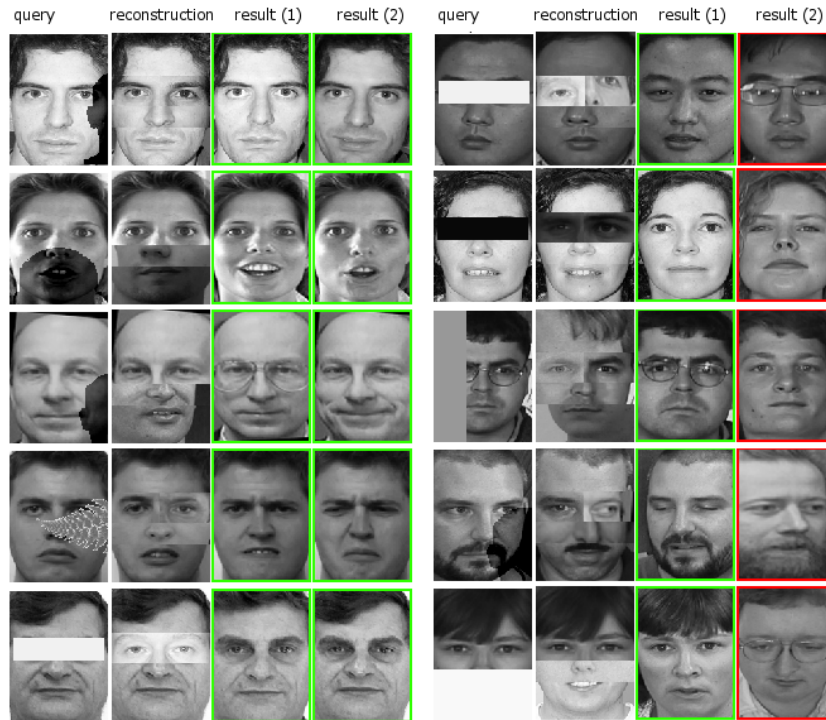 query reconstruction result (1) result (2) query reconstruction result (1) result (2)